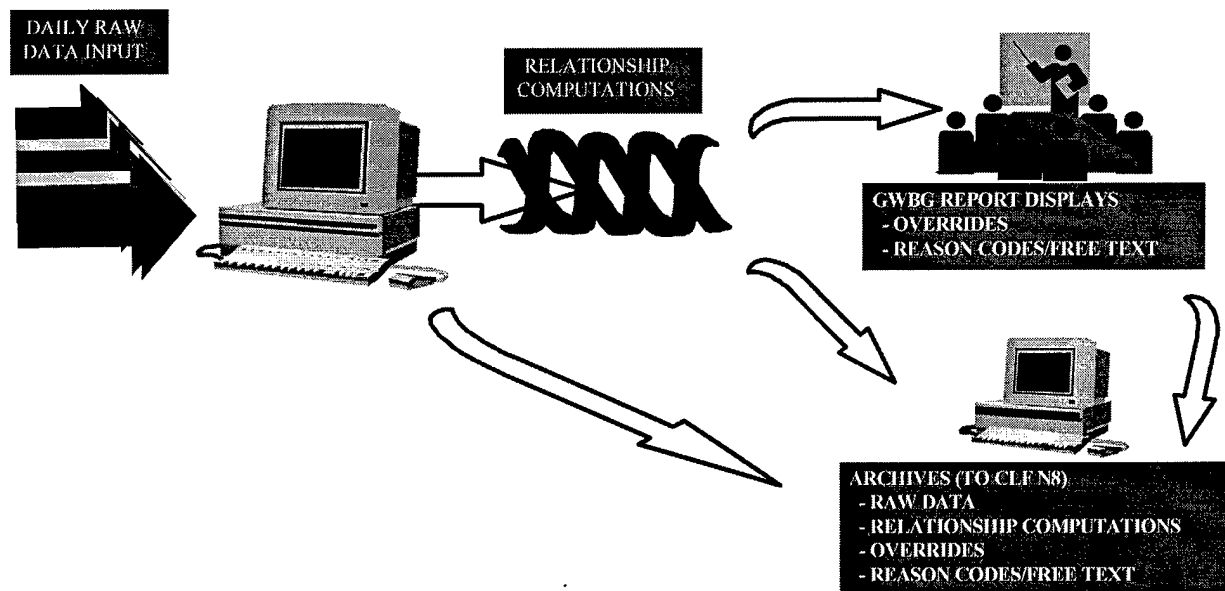 DAILY RAW
DATA INPUT
RELATIONSHIP
COMPUTATIONS
GWBG REPORT DISPLAYS
- OVERRIDES
- REASON CODES/FREE TEXT
ARCHIVES (TO CLF N8)
- RAW DATA
- RELATIONSHIP COMPUTATIONS
- OVERRIDES
- REASON CODES/FREE TEXT